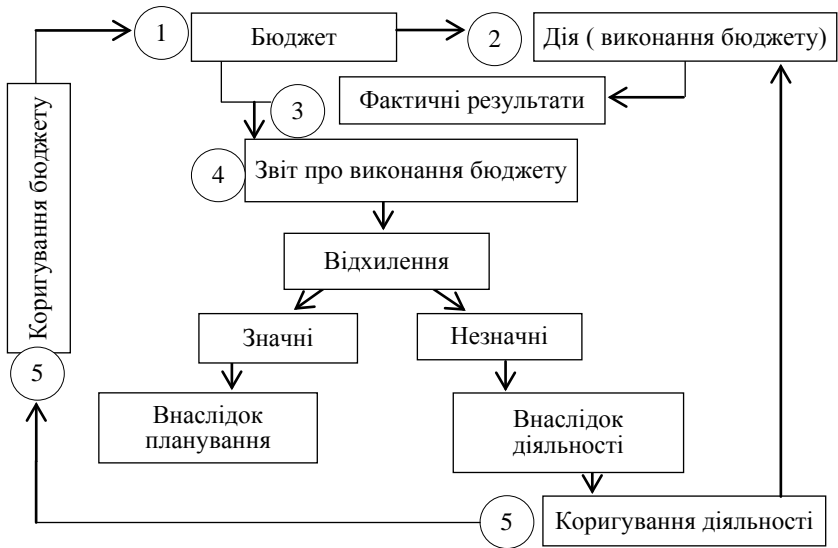 1
Бюджет
2
Дія ( виконання бюджету)
Фактичні результати
3
4
Звіт про виконання бюджету
Коригування бюджету
Відхилення
Значні
Незначні
5
Внаслідок
планування
Внаслідок
діяльності
5
Коригування діяльності